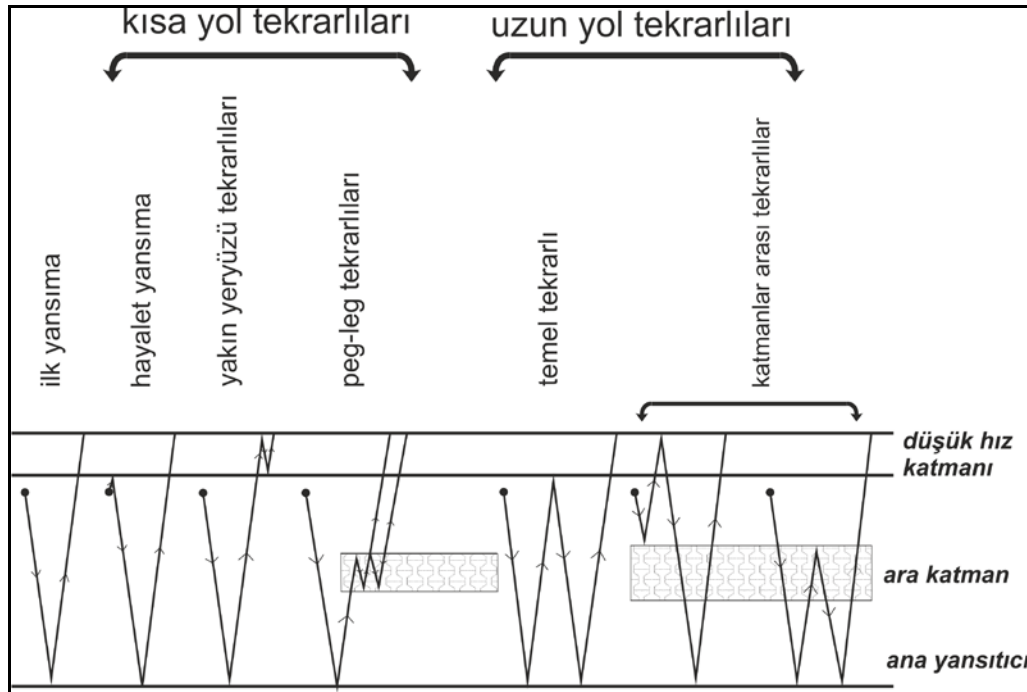 kısa yol tekrarlıları
uzun yol tekrarlıları
ilk yansıma
hayalet yansıma
yakın yeryüzü tekrarlıları
peg-leg tekrarlıları
temel tekrarlı
katmanlar arası tekrarlılar
düşük hız
katmanı
ara katman
ana yansıtıcı